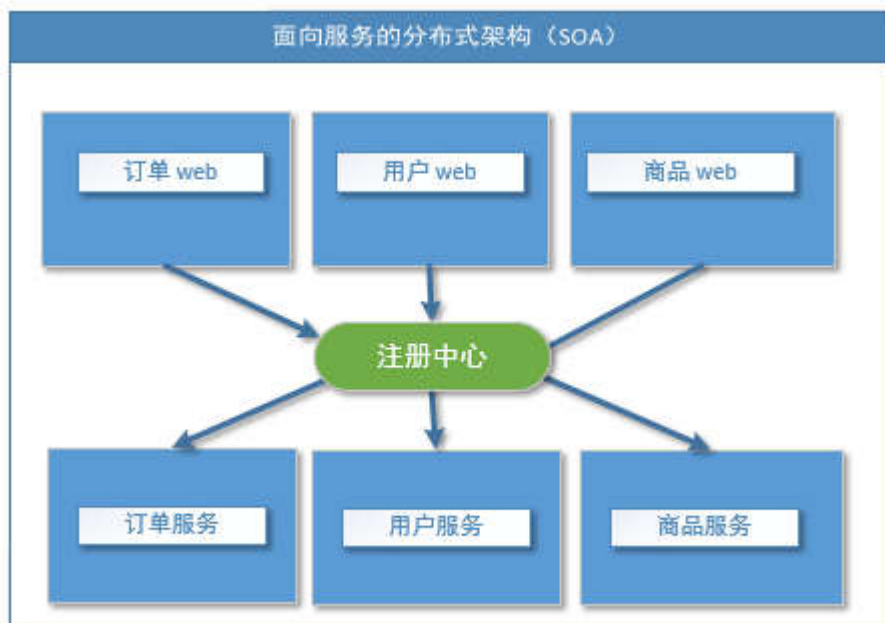 面向服务的分布式架构（SOA）
订单 web
用户 web
商品 web
注册中心
订单服务
用户服务
商品服务